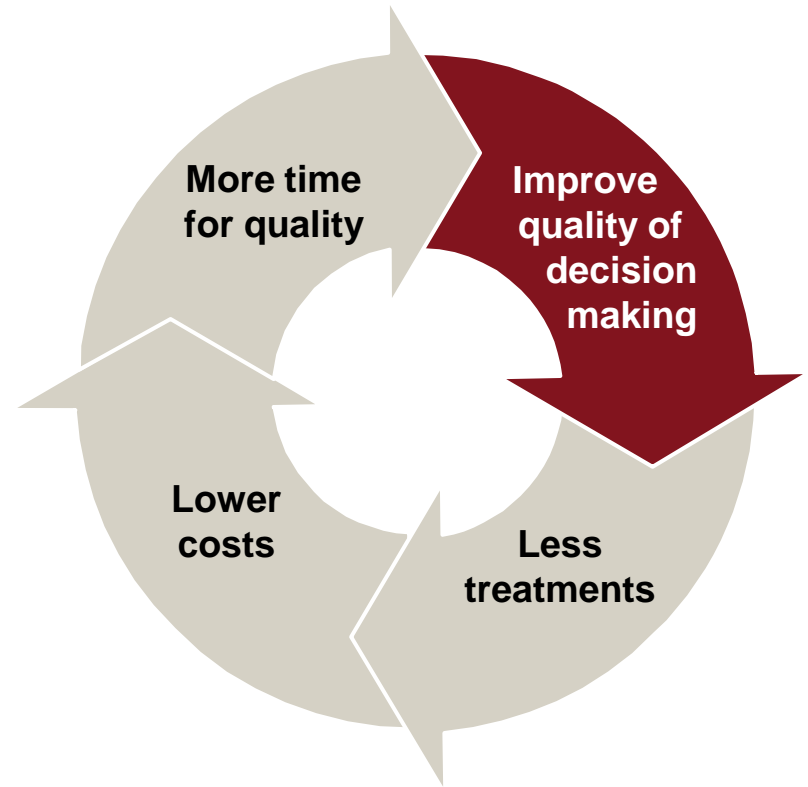 More time
for quality
Improve
quality of
decision
making
Less
treatments
Lower
costs